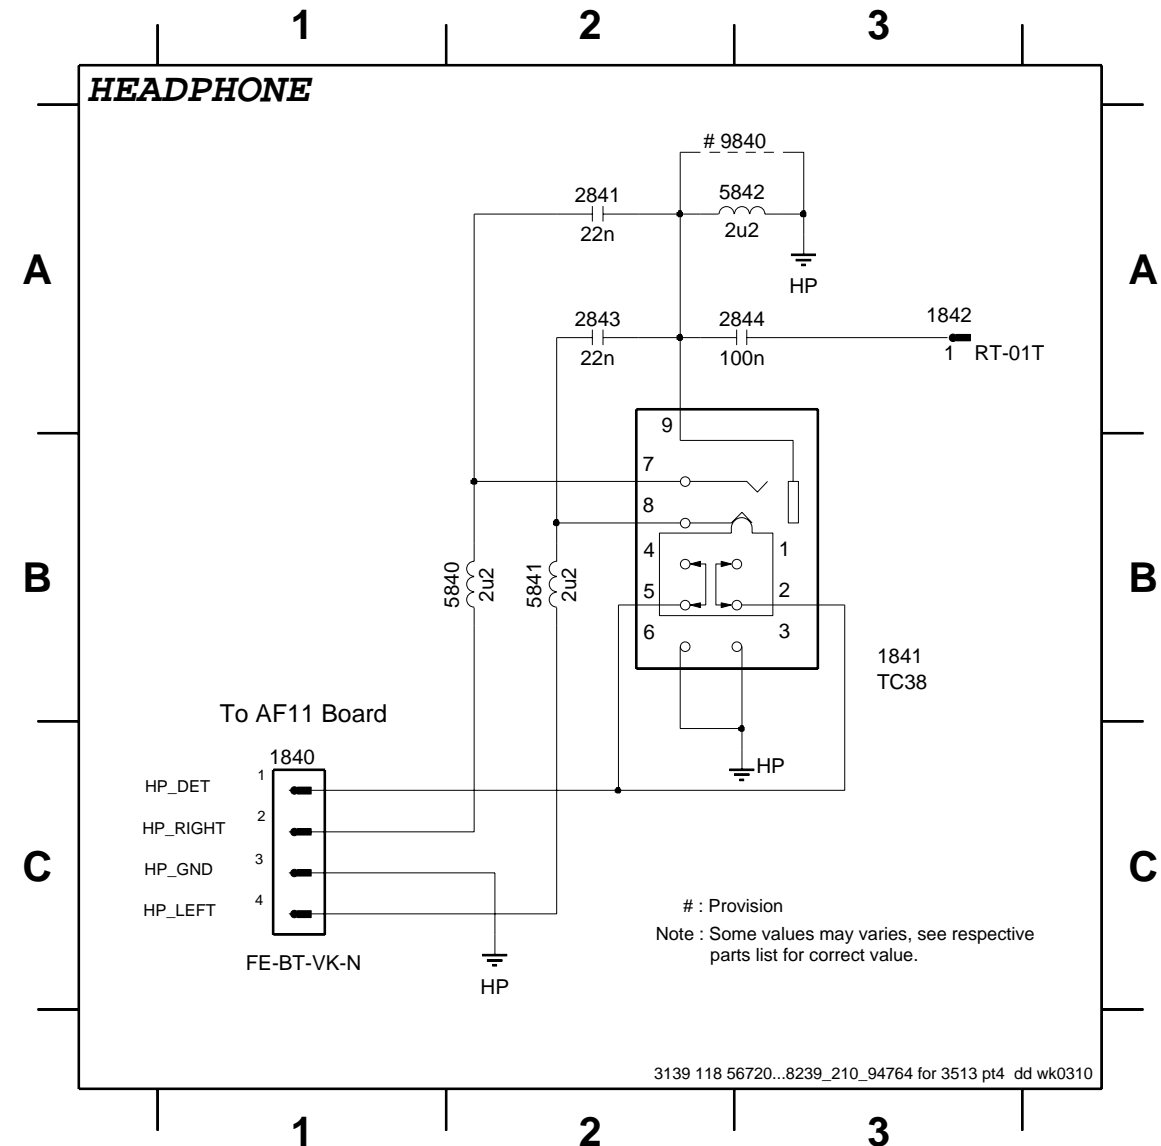 1 2 3
HEADPHONE
# 9840
2841 5842
22n 2u2
A A
HP
2843 2844 1842
22n 100n 1 RT-01T
9
7
8
4 1
B 5840 2u2 5841 2u2 B
5 2
6 3
1841
TC38
To AF11 Board
1840
HP
HP_DET 1
HP_RIGHT 2
HP_GND 3
C C
HP_LEFT 4
# : Provision
Note : Some values may varies, see respective
parts list for correct value.
FE-BT-VK-N
HP
3139 118 56720...8239_210_94764 for 3513 pt4 dd wk0310
1 2 3